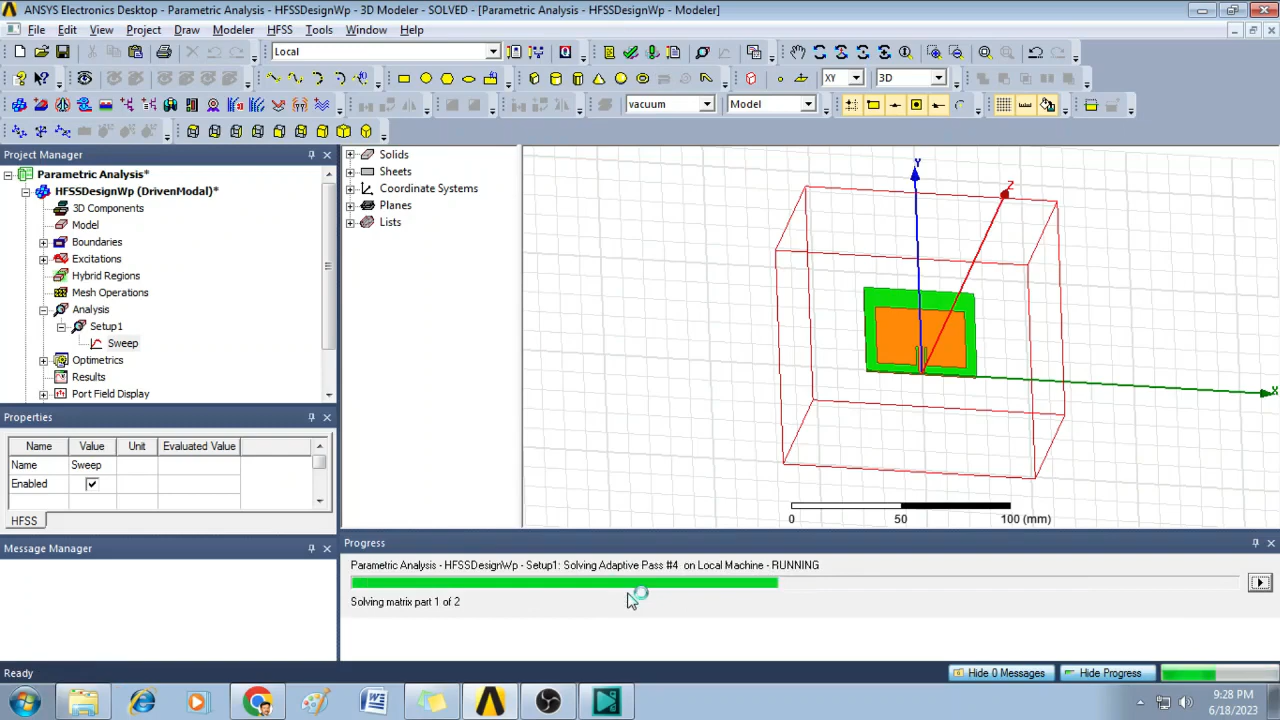 ANSYS Electronics Desktop - Parametric Analysis - HFSSDesignWp - 3D Modeler - SOLVED - [Parametric Analysis - HFSSDesignWp - Modeler]
File Edit View Project Draw Modeler HFSS Tools Window Help
Local
XY 3D
vacuum Model
Project Manager
Parametric Analysis*
HFSSDesignWp (DrivenModal)*
3D Components
Model
Boundaries
Excitations
Hybrid Regions
Mesh Operations
Analysis
Setup1
Sweep
Optimetrics
Results
Port Field Display
Solids
Sheets
Coordinate Systems
Planes
Lists
Y
Z
X
0 50 100 (mm)
Properties
Name Value Unit Evaluated Value
Name Sweep
Enabled
HFSS
Message Manager
Progress
Parametric Analysis - HFSSDesignWp - Setup1: Solving Adaptive Pass #4 on Local Machine - RUNNING
Solving matrix part 1 of 2
Ready
Hide 0 Messages Hide Progress
9:28 PM
6/18/2023